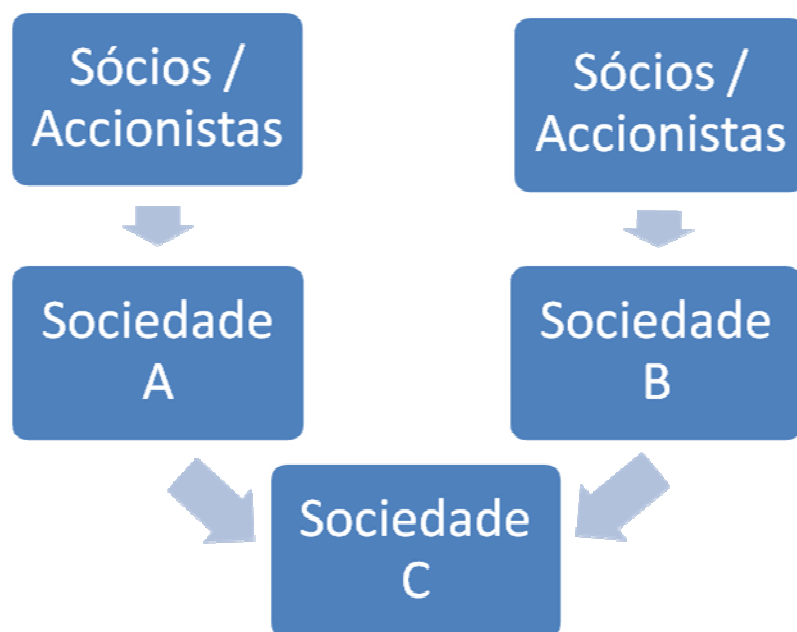 Sócios /
Accionistas
Sócios /
Accionistas
Sociedade
A
Sociedade
B
Sociedade
C